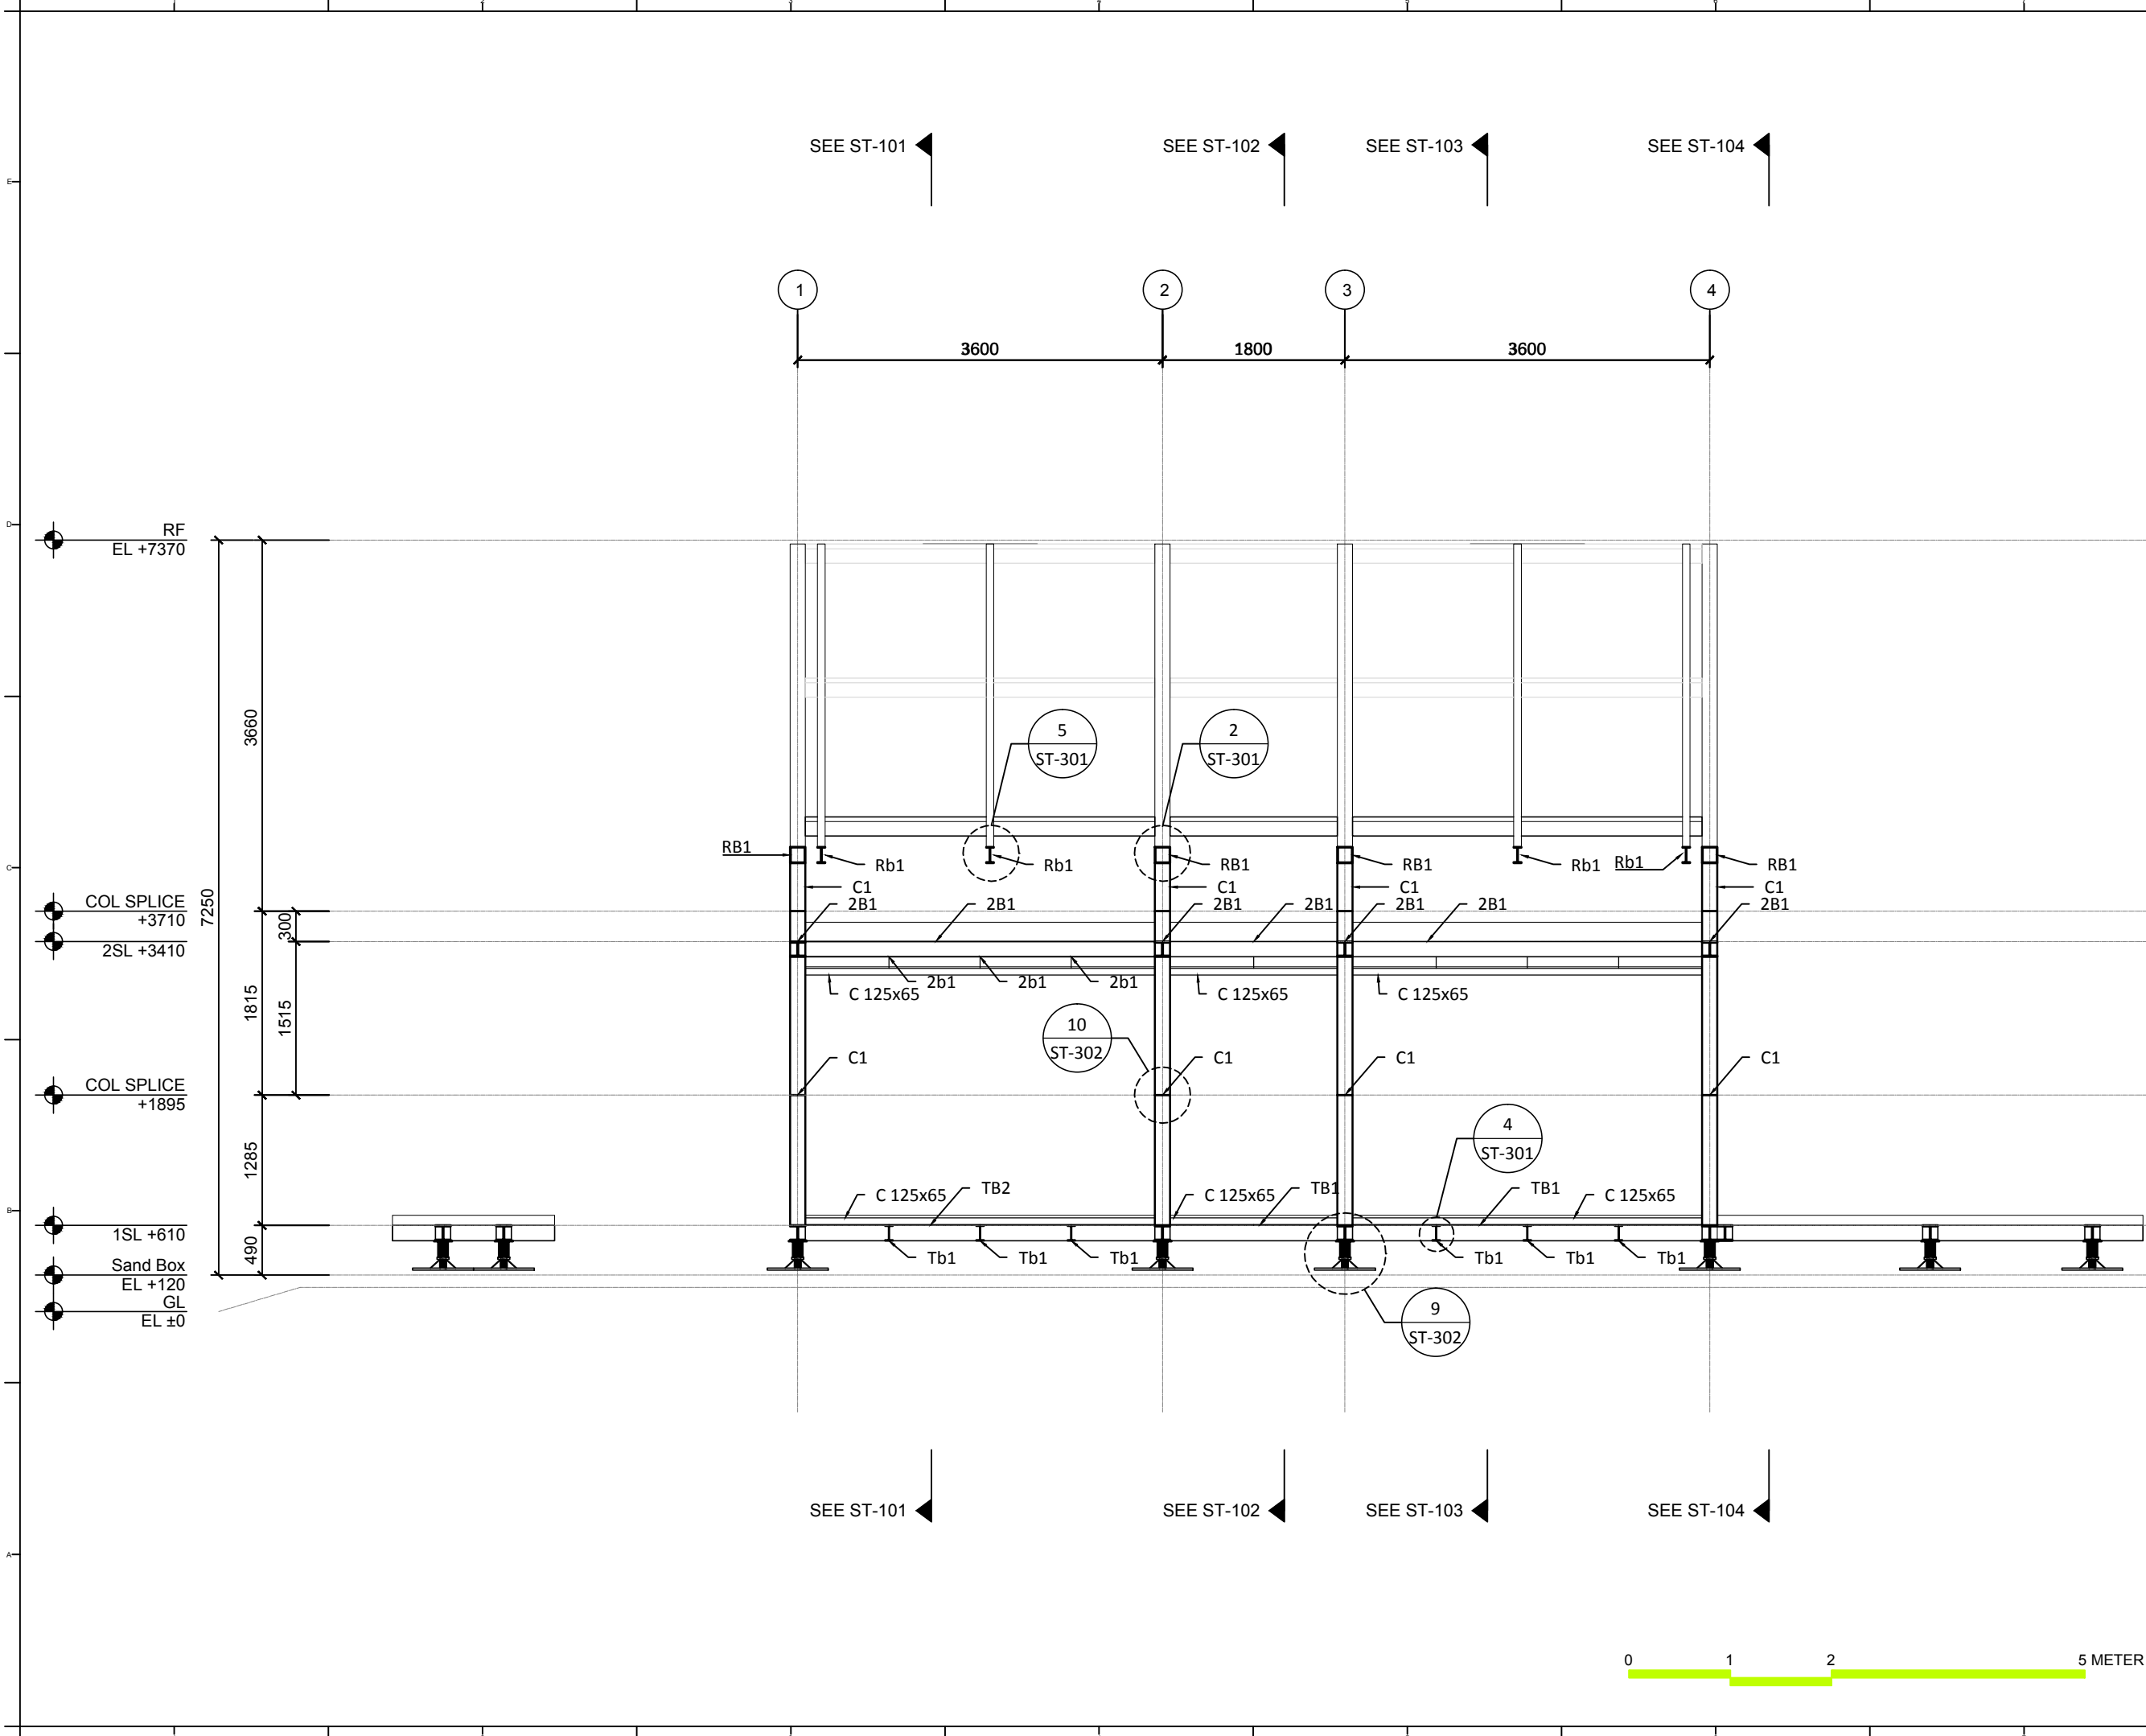 SEE ST-101
SEE ST-102
SEE ST-103
SEE ST-104
1
2
3
4
3600
1800
3600
E
D
RF
EL +7370
3660
7250
5
ST-301
2
ST-301
RB1
Rb1
Rb1
RB1
RB1
Rb1
Rb1
RB1
C
C1
C1
C1
C1
COL SPLICE
+3710
300
2B1
2B1
2B1
2B1
2B1
2B1
2B1
2SL +3410
2b1
2b1
2b1
C 125x65
C 125x65
C 125x65
1815
1515
10
ST-302
C1
C1
C1
C1
COL SPLICE
+1895
1285
4
ST-301
C 125x65
TB2
C 125x65
TB1
TB1
C 125x65
B
1SL +610
490
Tb1
Tb1
Tb1
Tb1
Tb1
Tb1
Sand Box
EL +120
GL
EL ±0
9
ST-302
SEE ST-101
SEE ST-102
SEE ST-103
SEE ST-104
A
0
1
2
5 METER